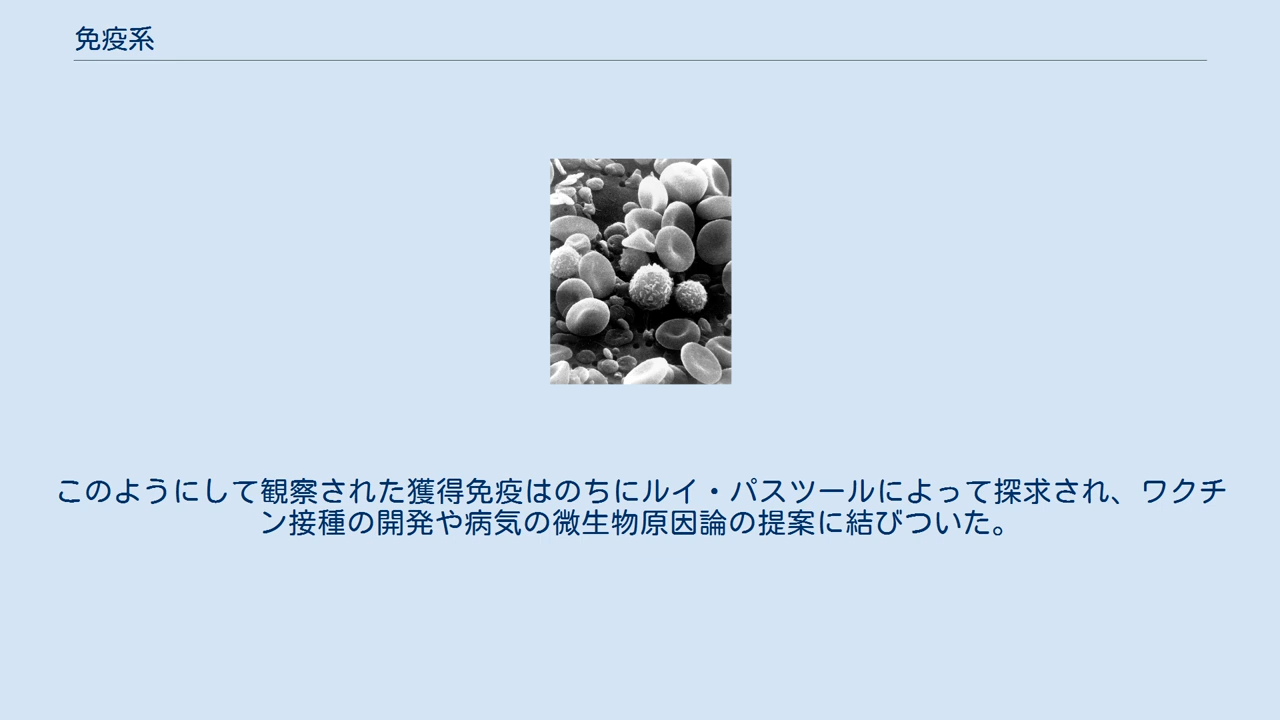 免疫系
このようにして観察された獲得免疫はのちにルイ・パスツールによって探求され、ワクチ
ン接種の開発や病気の微生物原因論の提案に結びついた。